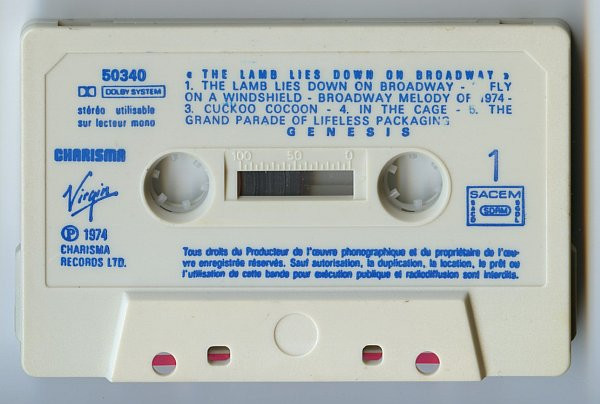 50340
DOLBY SYSTEM
stéréo utilisable
sur lecteur mono
« THE LAMB LIES DOWN ON BROADWAY »
1. THE LAMB LIES DOWN ON BROADWAY - FLY
ON A WINDSHIELD - BROADWAY MELODY OF 1974 -
3. CUCKOO COCOON - 4. IN THE CAGE - 5. THE
GRAND PARADE OF LIFELESS PACKAGING
GENESIS
CHARISMA
Virgin
℗ 1974
CHARISMA
RECORDS LTD.
100 50 0
1
SACEM
SACD SDRM SGDL
Tous droits du Producteur de l'œuvre phonographique et du propriétaire de l'œu-
vre enregistrée réservés. Sauf autorisation, la duplication, la location, le prêt ou
l'utilisation de cette bande pour exécution publique et radiodiffusion sont interdits.